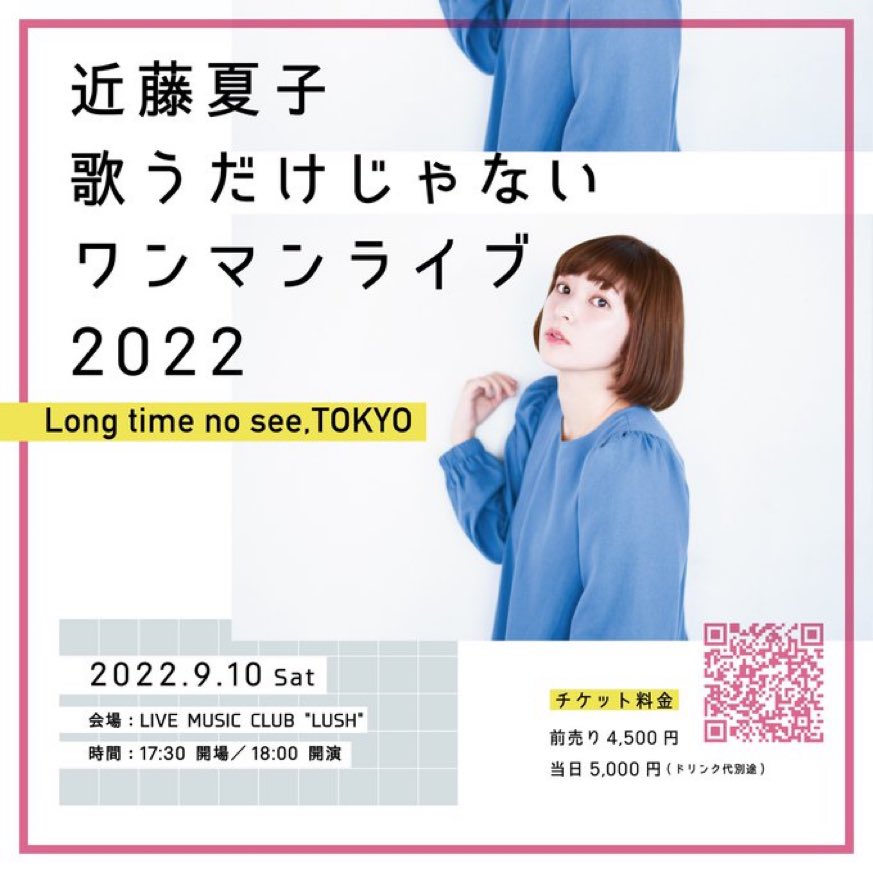 近藤夏子
歌うだけじゃない
ワンマンライブ
2022
Long time no see,TOKYO
2022.9.10 Sat
会場：LIVE MUSIC CLUB "LUSH"
時間：17:30 開場／18:00 開演
チケット料金
前売り 4,500 円
当日 5,000 円（ドリンク代別途）